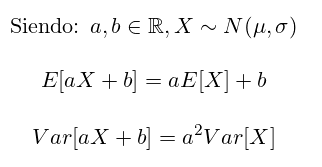 Siendo: a, b ∈ ℝ, X ∼ N(μ, σ)
E[aX + b] = aE[X] + b
Var[aX + b] = a²Var[X]